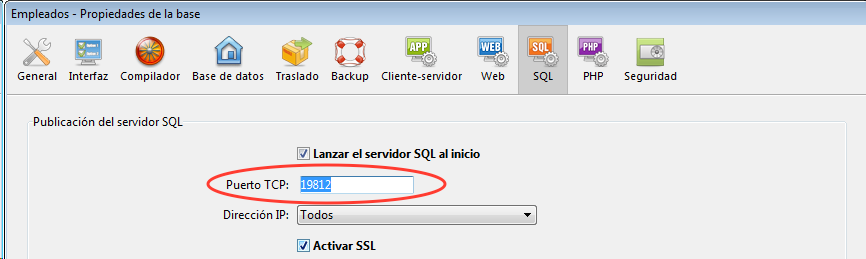 Empleados - Propiedades de la base
APP WEB SQL PHP
General Interfaz Compilador Base de datos Traslado Backup Cliente-servidor Web SQL PHP Seguridad
Publicación del servidor SQL
Lanzar el servidor SQL al inicio
Puerto TCP: 19812
Dirección IP: Todos
Activar SSL